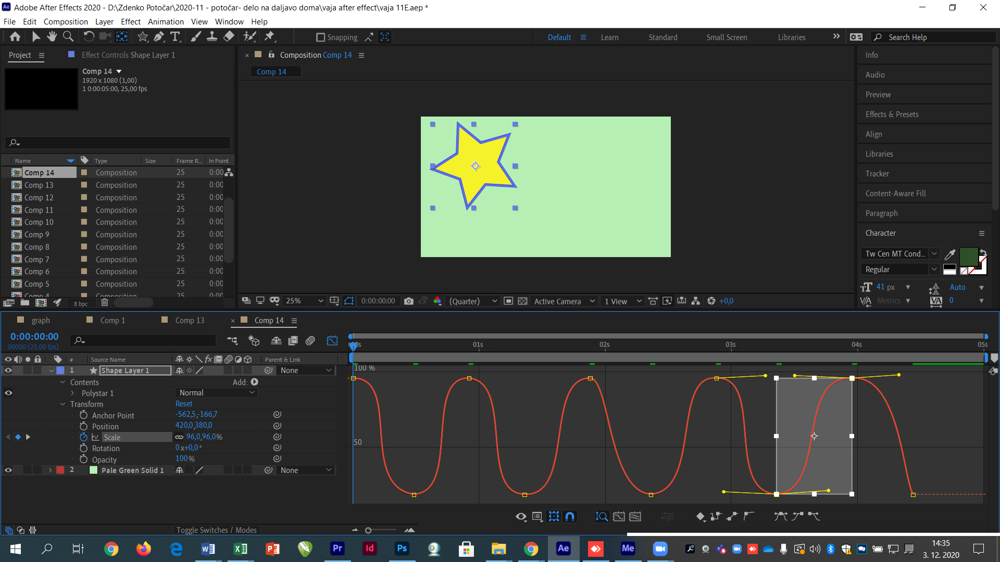 Adobe After Effects 2020 - D:\Zdenko Potočar\2020-11 - potočar- delo na daljavo doma\vaja after effect\vaja 11E.aep *
File Edit Composition Layer Effect Animation View Window Help
Snapping
Default Learn Standard Small Screen Libraries
Search Help
Project
Effect Controls Shape Layer 1
Comp 14
1920 x 1080 (1,00)
1 0:00:05:00, 25,00 fps
Name Type Size Frame R... In Point
Comp 14 Composition 25 0:00
Comp 13 Composition 25 0:00
Comp 12 Composition 25 0:00
Comp 11 Composition 25 0:00
Comp 10 Composition 25 0:00
Comp 9 Composition 25 0:00
Comp 8 Composition 25 0:00
Comp 7 Composition 25 0:00
Comp 6 Composition 25 0:00
Comp 5 Composition 25 0:00
Comp 4 Composition 25 0:00
8 bpc
Composition Comp 14
Comp 14
25% 0:00:00:00 (Quarter) Active Camera 1 View +0,0
Info
Audio
Preview
Effects & Presets
Align
Libraries
Tracker
Content-Aware Fill
Paragraph
Character
Tw Cen MT Cond...
Regular
41 px Auto
Metrics 0
graph Comp 1 Comp 13 Comp 14
0:00:00:00
00000 (25.00 fps)
# Source Name Parent & Link
1 Shape Layer 1 None
Contents Add:
Polystar 1 Normal
Transform Reset
Anchor Point -562,5,-166,7
Position 420,0,380,0
Scale 96,0,96,0%
Rotation 0x+0,0°
Opacity 100%
2 Pale Green Solid 1 None
01s 02s 03s 04s 05s
100 %
50
Toggle Switches / Modes
Pr Id Ps Ae Me
14:35
3. 12. 2020